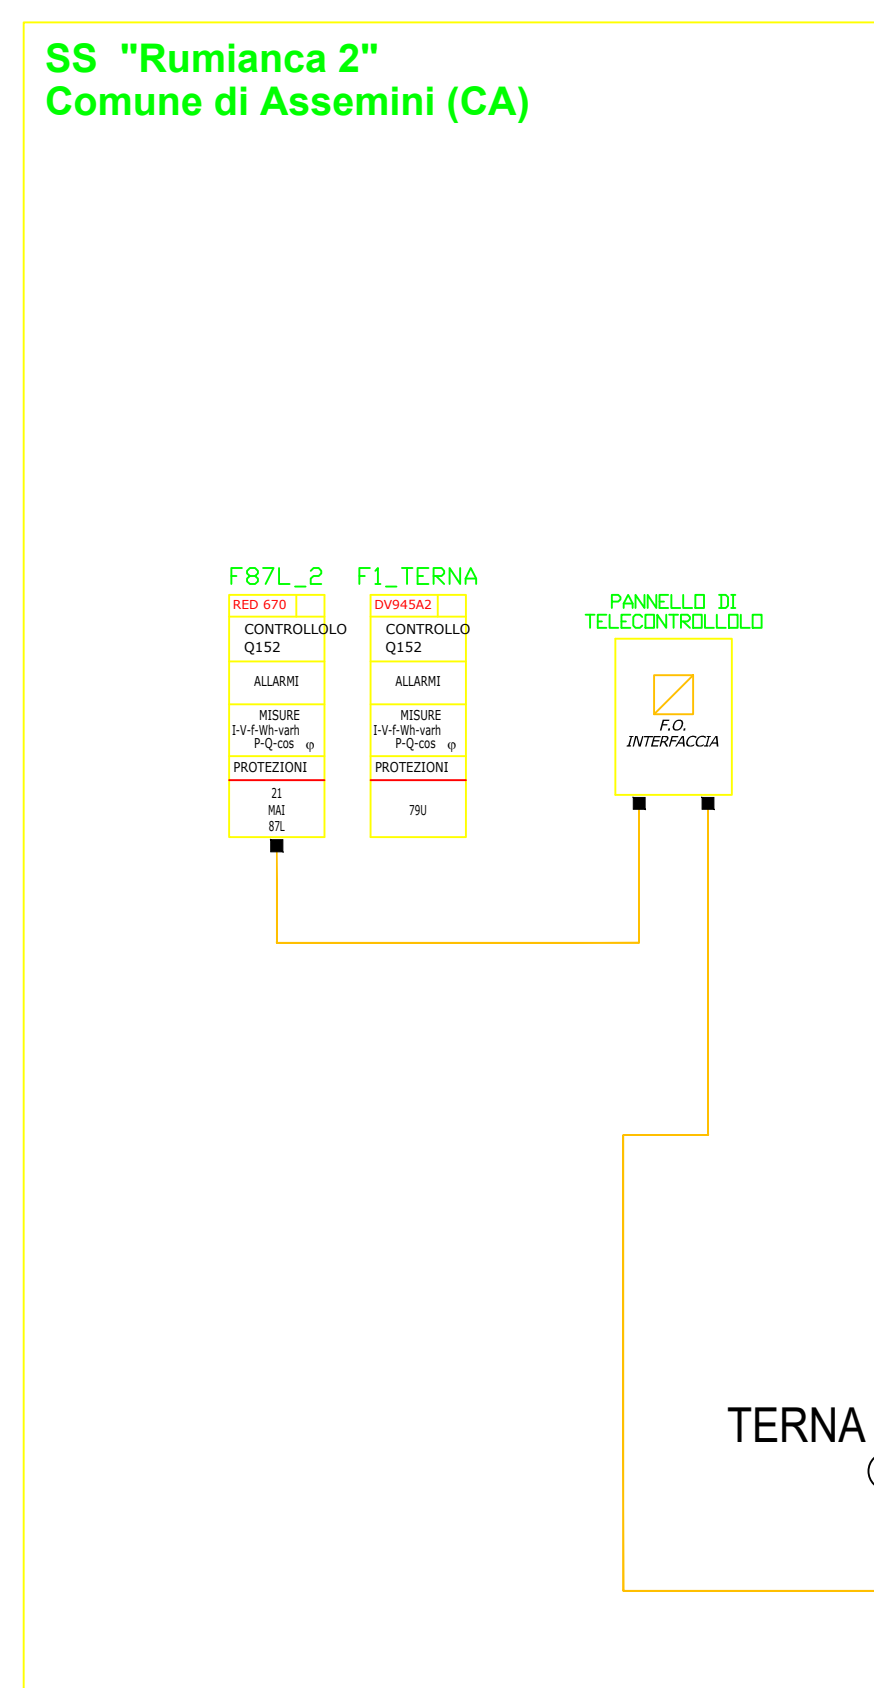 SS "Rumianca 2"
Comune di Assemini (CA)
F87L_2
RED 670
CONTROLLOLO
Q152
ALLARMI
MISURE
I-V-f-Wh-varh
P-Q-cos φ
PROTEZIONI
21
MAI
87L
F1_TERNA
DV945A2
CONTROLLO
Q152
ALLARMI
MISURE
I-V-f-Wh-varh
P-Q-cos φ
PROTEZIONI
79U
PANNELLO DI
TELECONTROLLOLO
F.O.
INTERFACCIA
TERNA